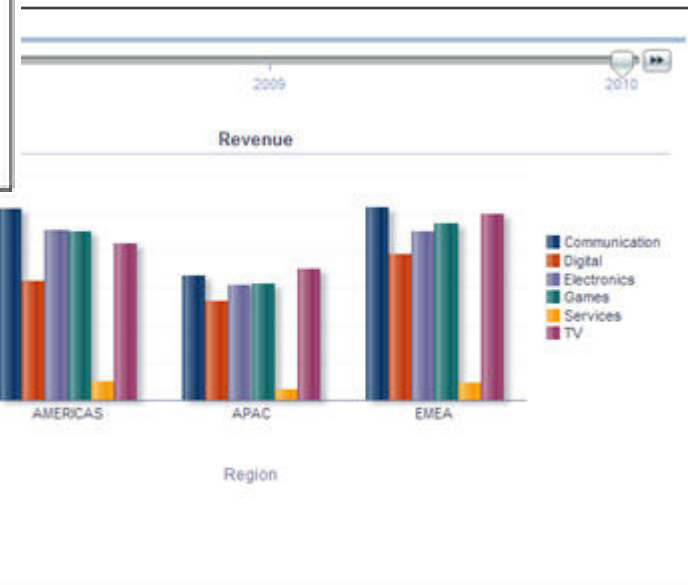 2009 2010
Revenue
Communication
Digital
Electronics
Games
Services
TV
AMERICAS APAC EMEA
Region